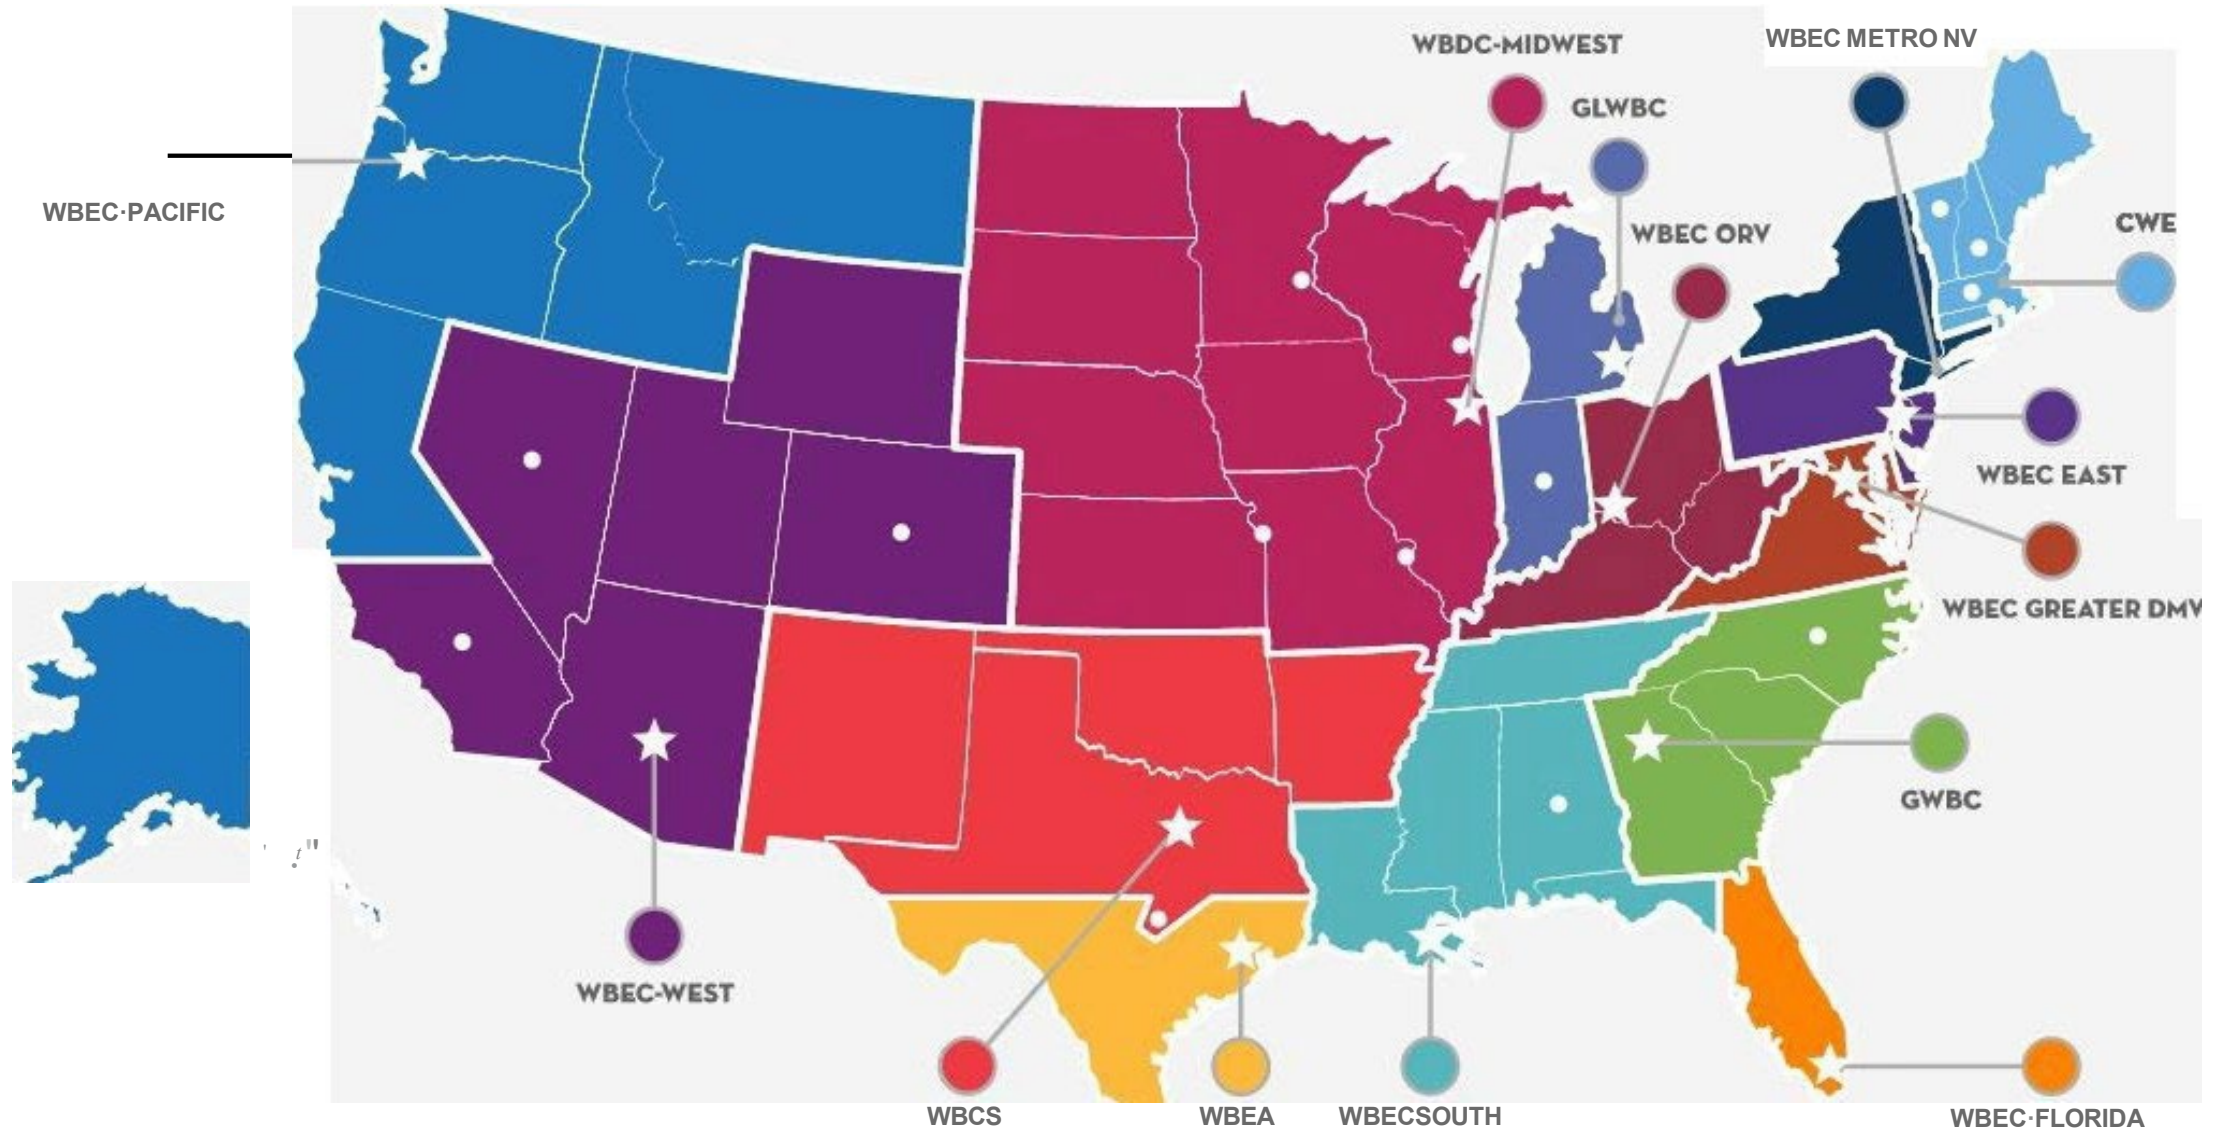 WBDC-MIDWEST
WBEC METRO NV
GLWBC
WBEC·PACIFIC
WBEC ORV
CWE
WBEC EAST
WBEC GREATER DMV
GWBC
WBEC-WEST
WBCS
WBEA
WBECSOUTH
WBEC·FLORIDA